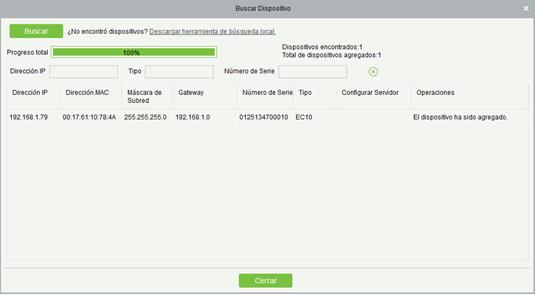 Buscar Dispositivo
Buscar ¿No encontró dispositivos? Descargar herramienta de búsqueda local.
Progreso total 100% Dispositivos encontrados:1
Total de dispositivos agregados:1
Dirección IP Tipo Número de Serie
Dirección IP Dirección MAC Máscara de Subred Gateway Número de Serie Tipo Configurar Servidor Operaciones
192.168.1.79 00:17:61:10:78:4A 255.255.255.0 192.168.1.0 0125134700010 EC10 El dispositivo ha sido agregado.
Cerrar